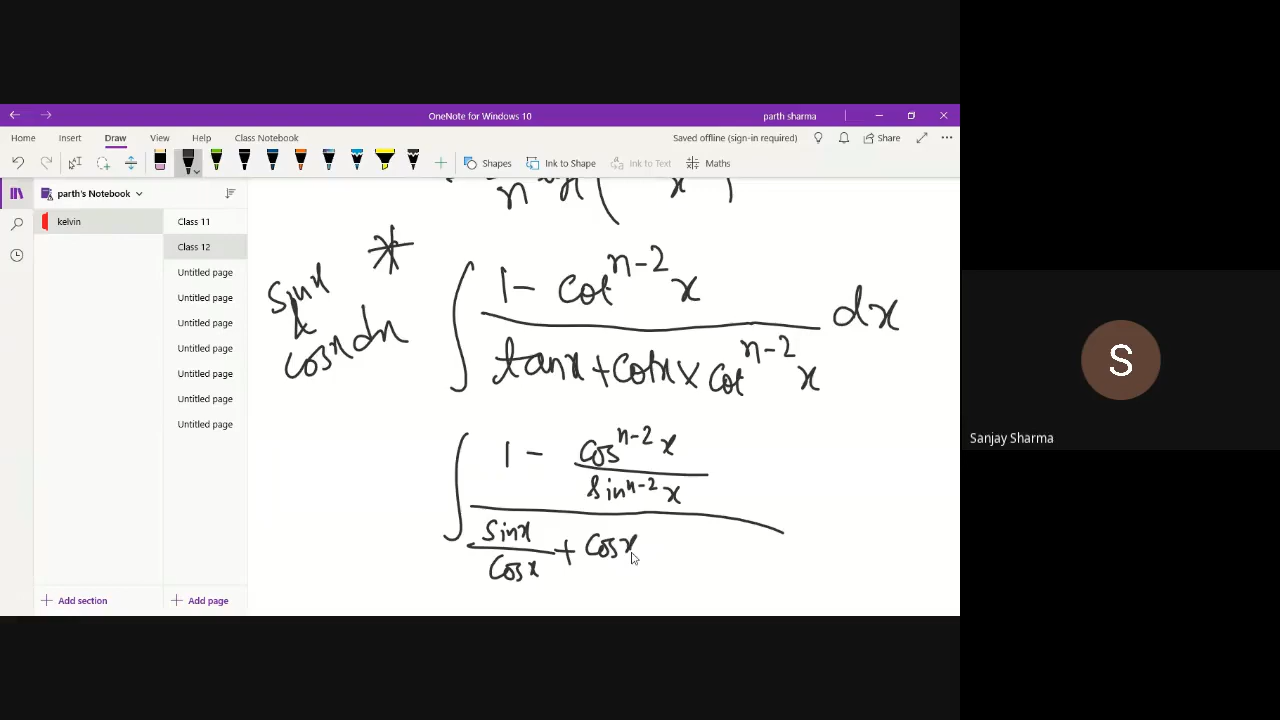 OneNote for Windows 10
parth sharma
Home Insert Draw View Help Class Notebook
Saved offline (sign-in required)
Share
Shapes
Ink to Shape
Ink to Text
Maths
parth's Notebook
kelvin
Class 11
Class 12
Untitled page
Untitled page
Untitled page
Untitled page
Untitled page
Untitled page
Untitled page
Add section
Add page
sinx
&
cosx dx
*
∫ (1 - cot^(n-2) x) / (tanx + cotx × cot^(n-2) x) dx
∫ (1 - cos^(n-2) x / sin^(n-2) x) / (sinx / cosx + cosx
S
Sanjay Sharma